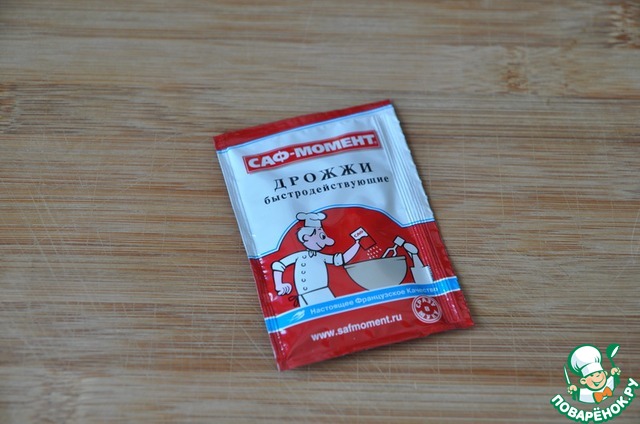 САФ-МОМЕНТ
ДРОЖЖИ
быстродействующие
Настоящее Французское Качество
www.safmoment.ru
ПОВАРЁНОК.РУ